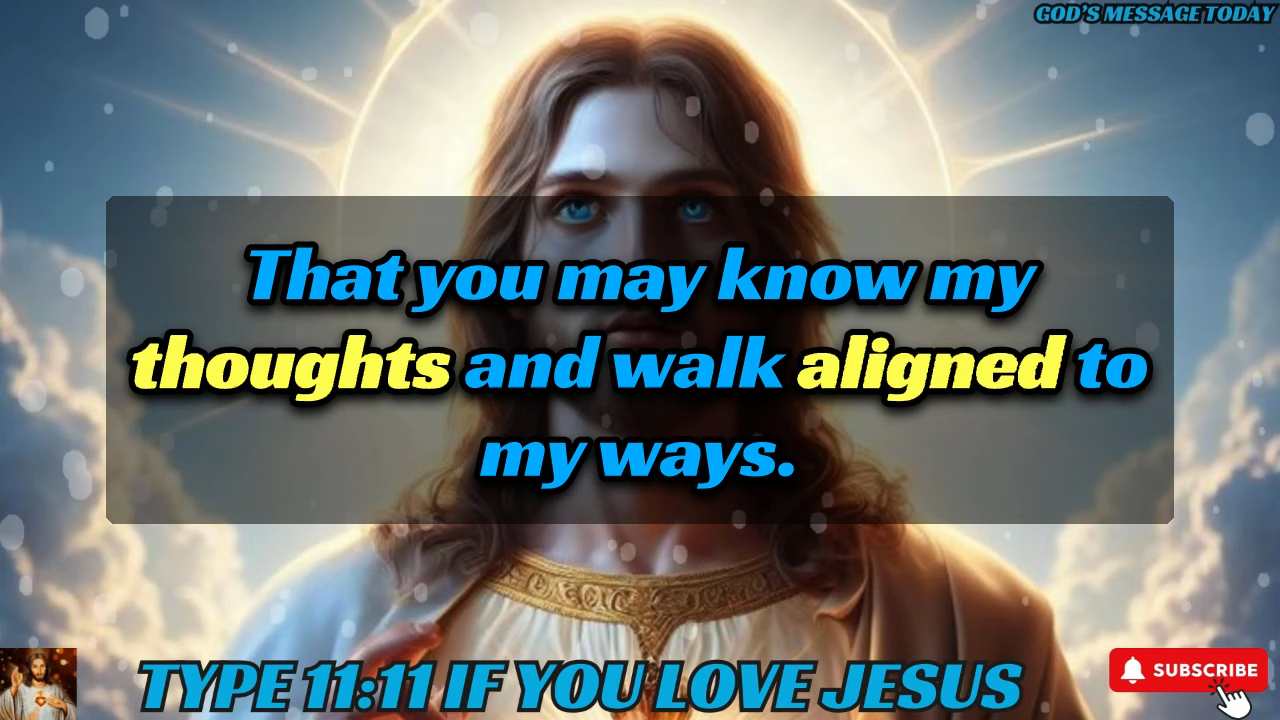 GOD'S MESSAGE TODAY
That you may know my
thoughts and walk aligned to
my ways.
TYPE 11:11 IF YOU LOVE JESUS
SUBSCRIBE